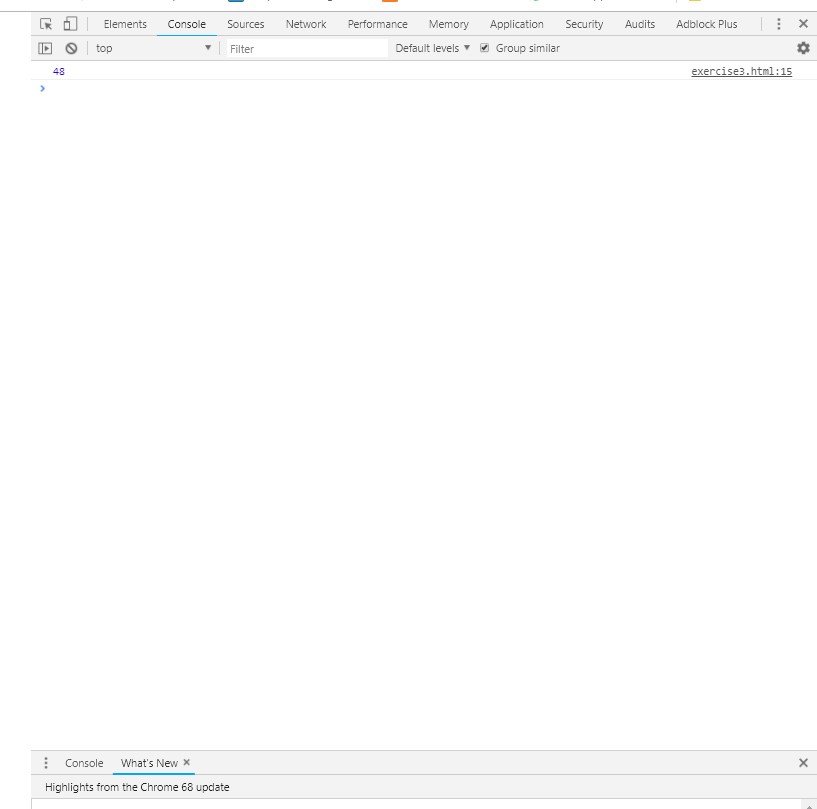 Elements Console Sources Network Performance Memory Application Security Audits Adblock Plus
top Filter Default levels Group similar
48 exercise3.html:15
Console What's New
Highlights from the Chrome 68 update